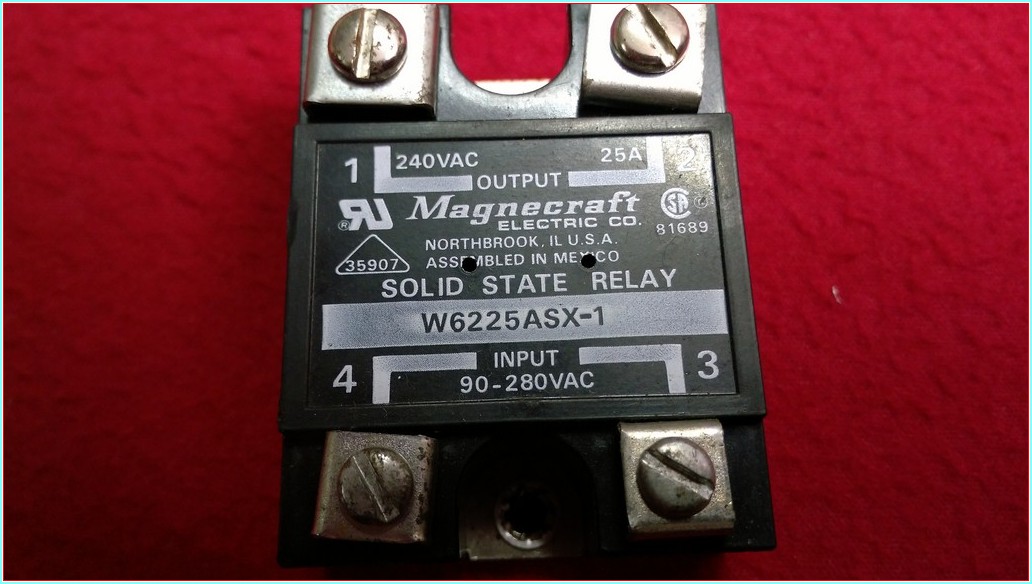 1 240VAC 25A 2
OUTPUT
Magnecraft
ELECTRIC CO.
81689
NORTHBROOK, IL U.S.A.
35907
ASSEMBLED IN MEXICO
SOLID STATE RELAY
W6225ASX-1
INPUT
4 90-280VAC 3